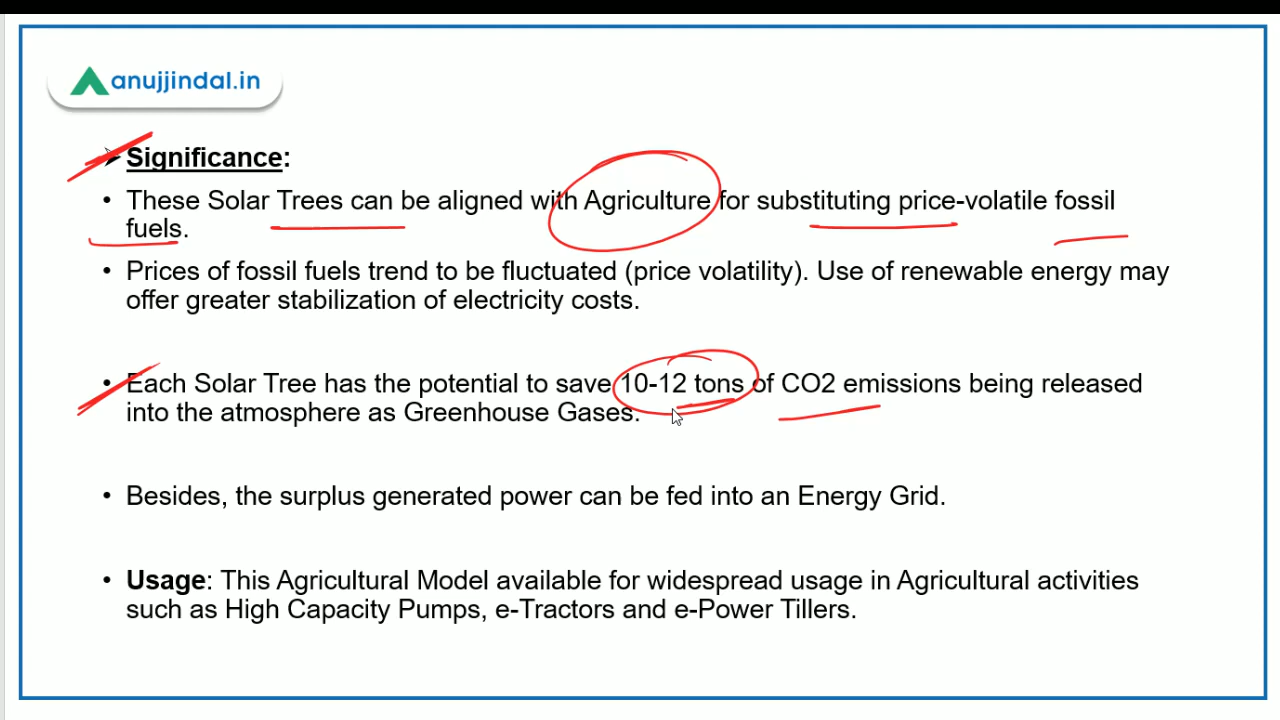 anujjindal.in
➤ Significance:
• These Solar Trees can be aligned with Agriculture for substituting price-volatile fossil
fuels.
• Prices of fossil fuels trend to be fluctuated (price volatility). Use of renewable energy may
offer greater stabilization of electricity costs.
• Each Solar Tree has the potential to save 10-12 tons of CO2 emissions being released
into the atmosphere as Greenhouse Gases.
• Besides, the surplus generated power can be fed into an Energy Grid.
• Usage: This Agricultural Model available for widespread usage in Agricultural activities
such as High Capacity Pumps, e-Tractors and e-Power Tillers.